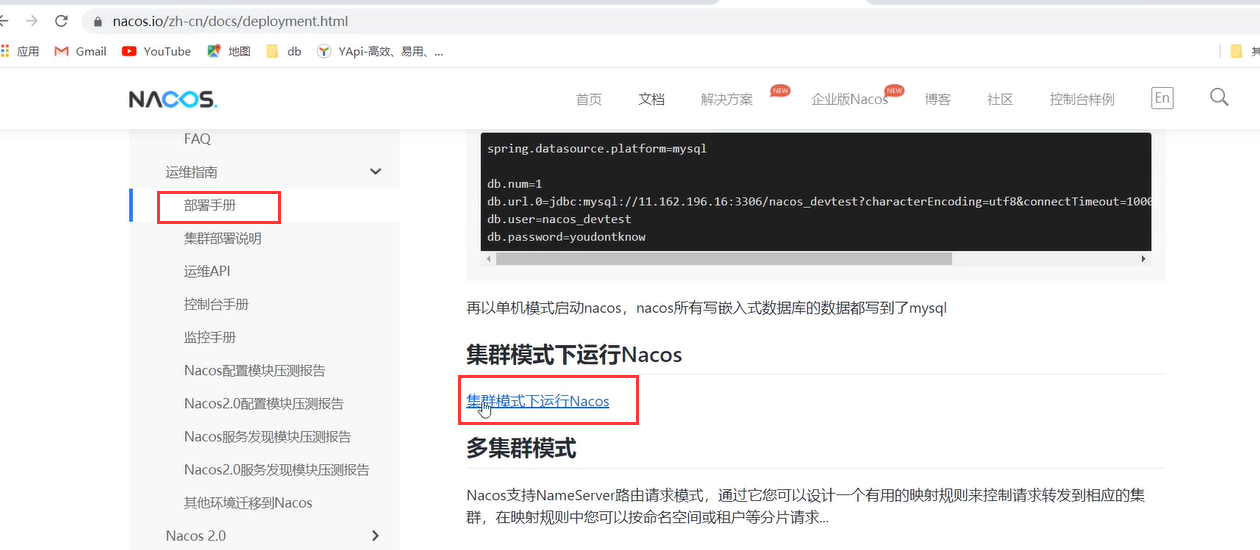 nacos.io/zh-cn/docs/deployment.html
应用 Gmail YouTube 地图 db YApi-高效、易用、...
NACOS.
首页 文档 解决方案 NEW 企业版Nacos NEW 博客 社区 控制台样例 En
FAQ
运维指南
部署手册
集群部署说明
运维API
控制台手册
监控手册
Nacos配置模块压测报告
Nacos2.0配置模块压测报告
Nacos服务发现模块压测报告
Nacos2.0服务发现模块压测报告
其他环境迁移到Nacos
Nacos 2.0
spring.datasource.platform=mysql
db.num=1
db.url.0=jdbc:mysql://11.162.196.16:3306/nacos_devtest?characterEncoding=utf8&connectTimeout=1000
db.user=nacos_devtest
db.password=youdontknow
再以单机模式启动nacos，nacos所有写嵌入式数据库的数据都写到了mysql
集群模式下运行Nacos
集群模式下运行Nacos
多集群模式
Nacos支持NameServer路由请求模式，通过它您可以设计一个有用的映射规则来控制请求转发到相应的集
群，在映射规则中您可以按命名空间或租户等分片请求...